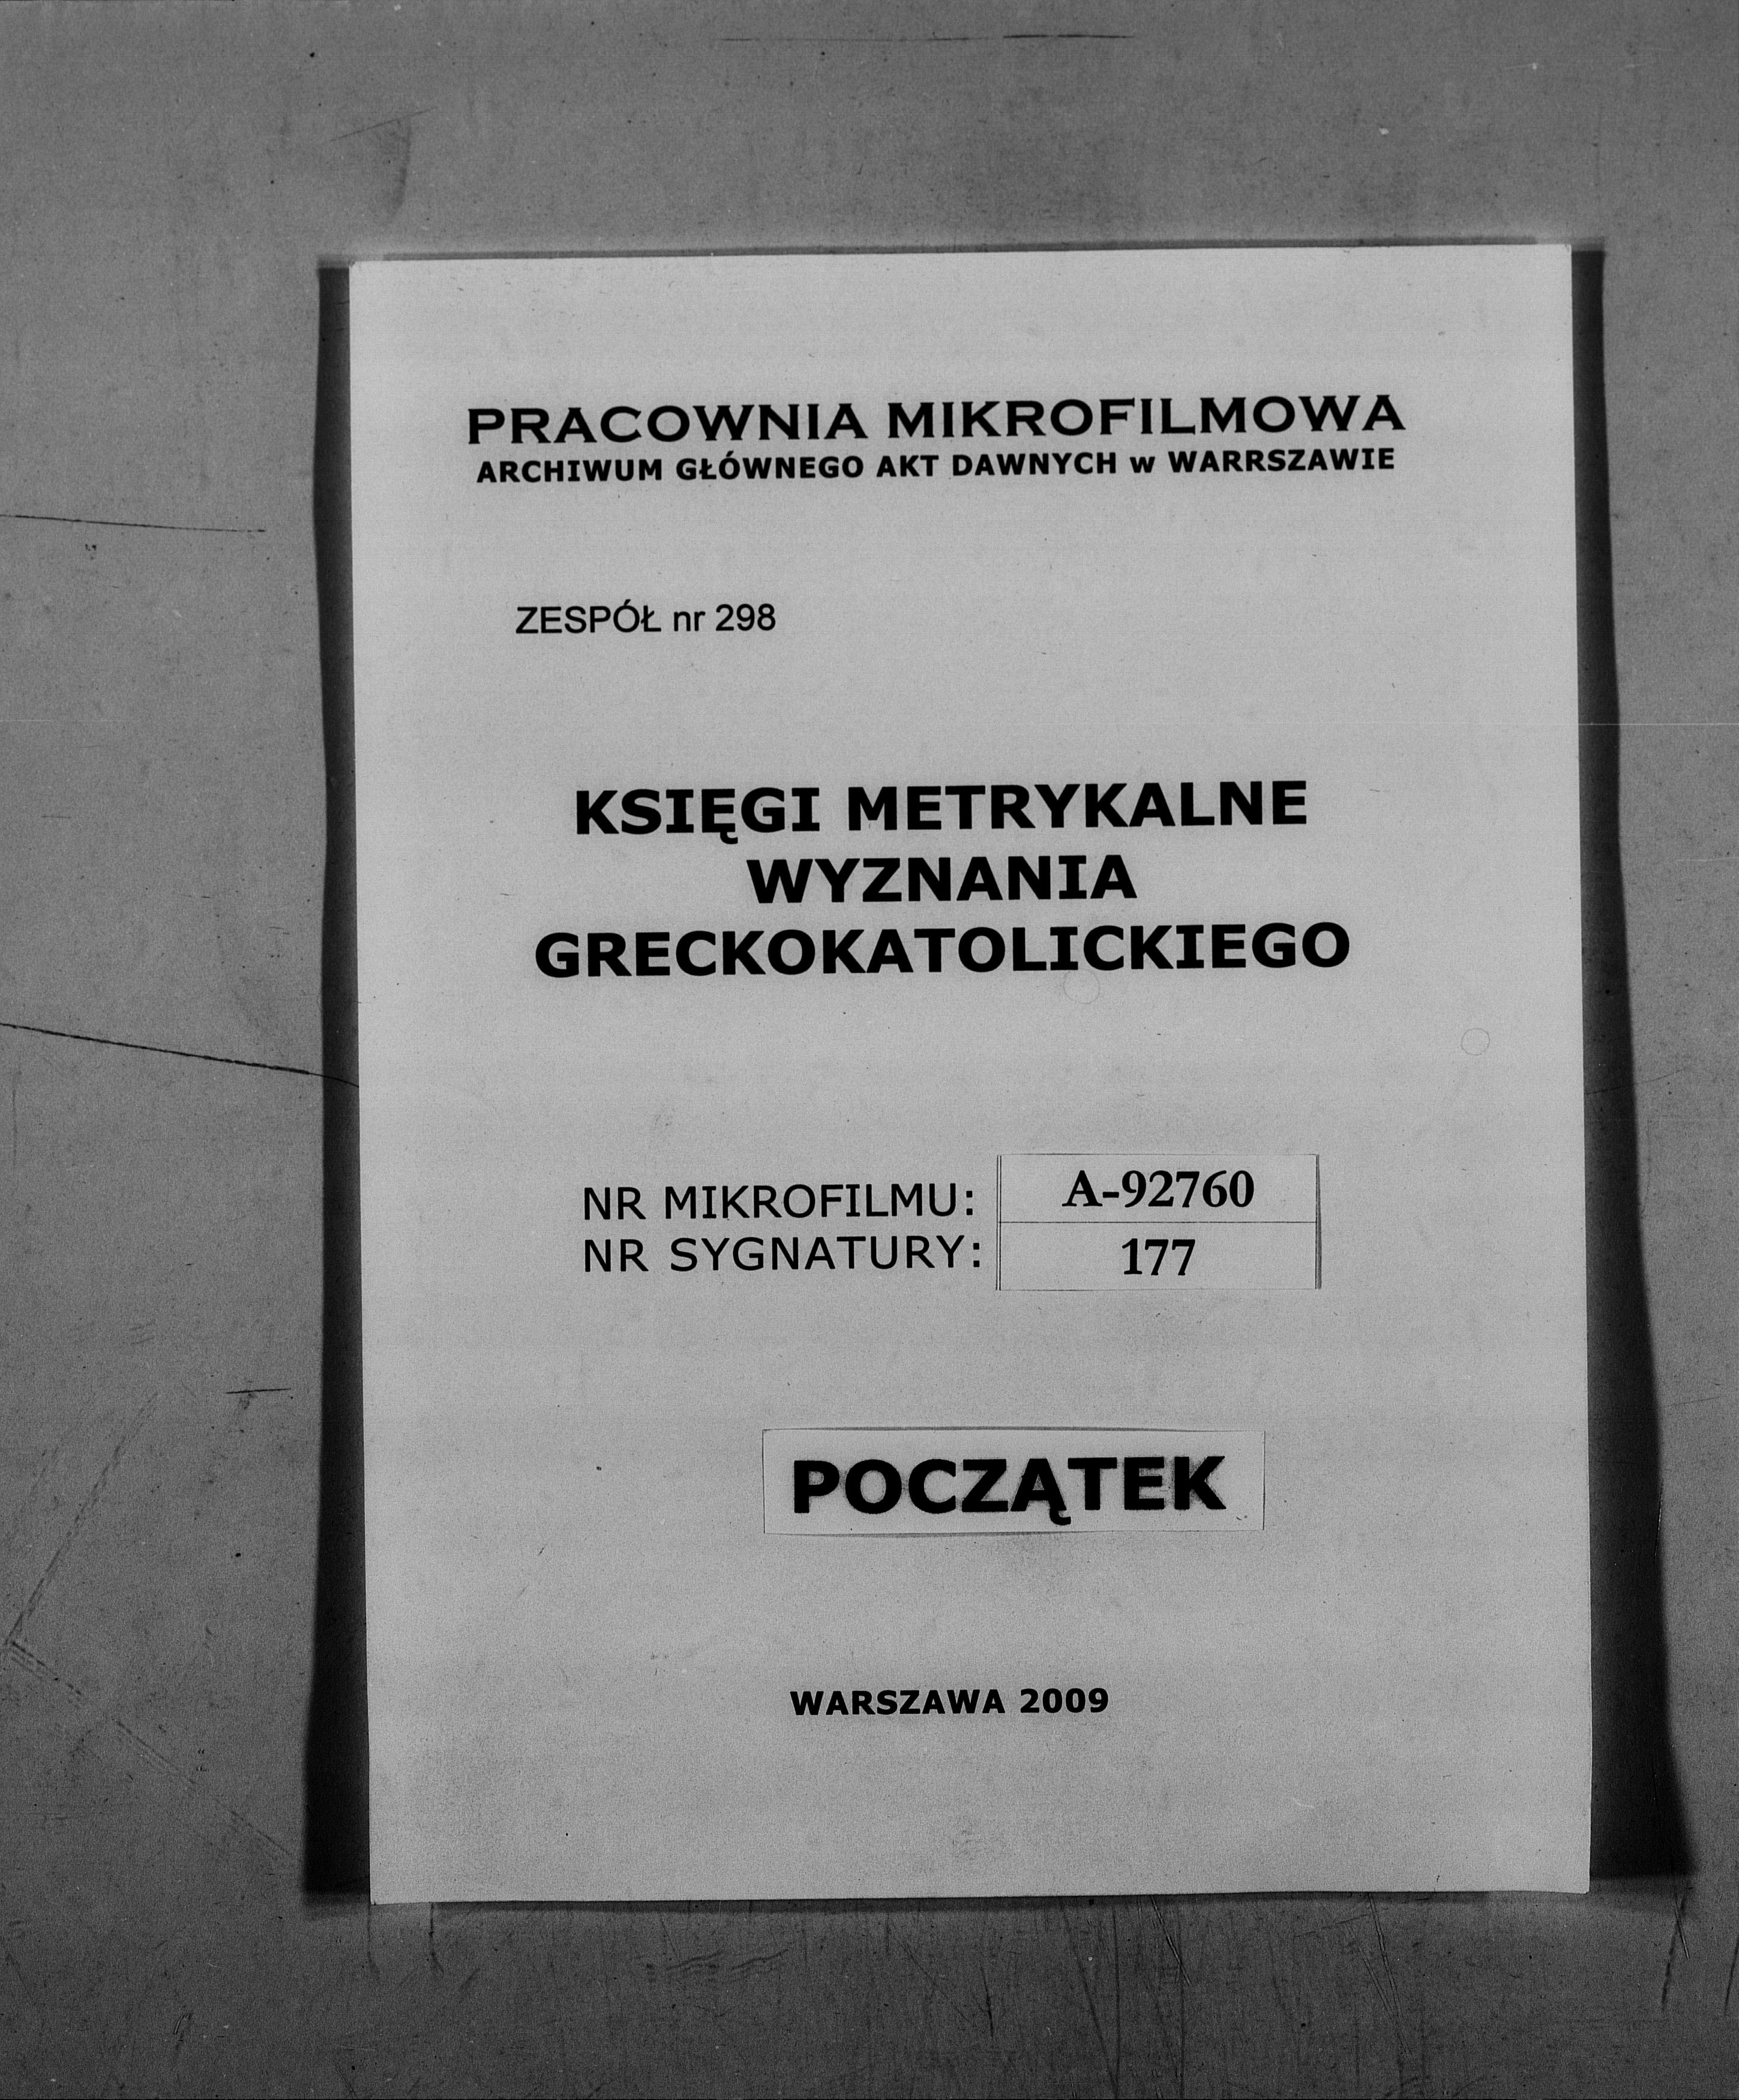 PRACOWNIA MIKROFILMOWA
ARCHIWUM GŁÓWNEGO AKT DAWNYCH w WARRSZAWIE
ZESPÓŁ nr 298
KSIĘGI METRYKALNE
WYZNANIA
GRECKOKATOLICKIEGO
NR MIKROFILMU: A-92760
NR SYGNATURY: 177
POCZĄTEK
WARSZAWA 2009